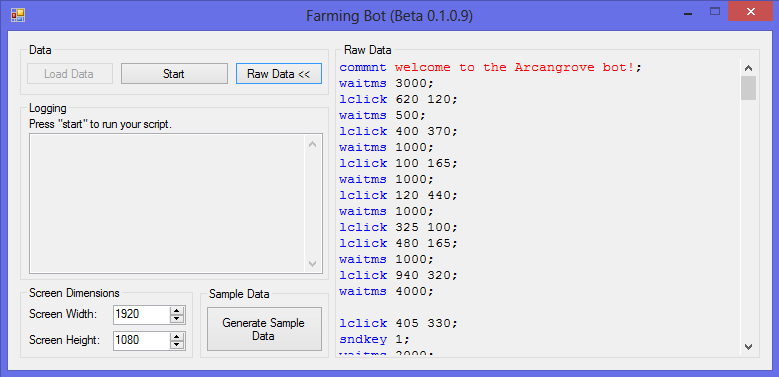 Farming Bot (Beta 0.1.0.9)
Data
Load Data
Start
Raw Data <<
Logging
Press "start" to run your script.
Screen Dimensions
Screen Width: 1920
Screen Height: 1080
Sample Data
Generate Sample
Data
Raw Data
commnt welcome to the Arcangrove bot!;
waitms 3000;
lclick 620 120;
waitms 500;
lclick 400 370;
waitms 1000;
lclick 100 165;
waitms 1000;
lclick 120 440;
waitms 1000;
lclick 325 100;
lclick 480 165;
waitms 1000;
lclick 940 320;
waitms 4000;
lclick 405 330;
sndkey 1;
waitms 2000;